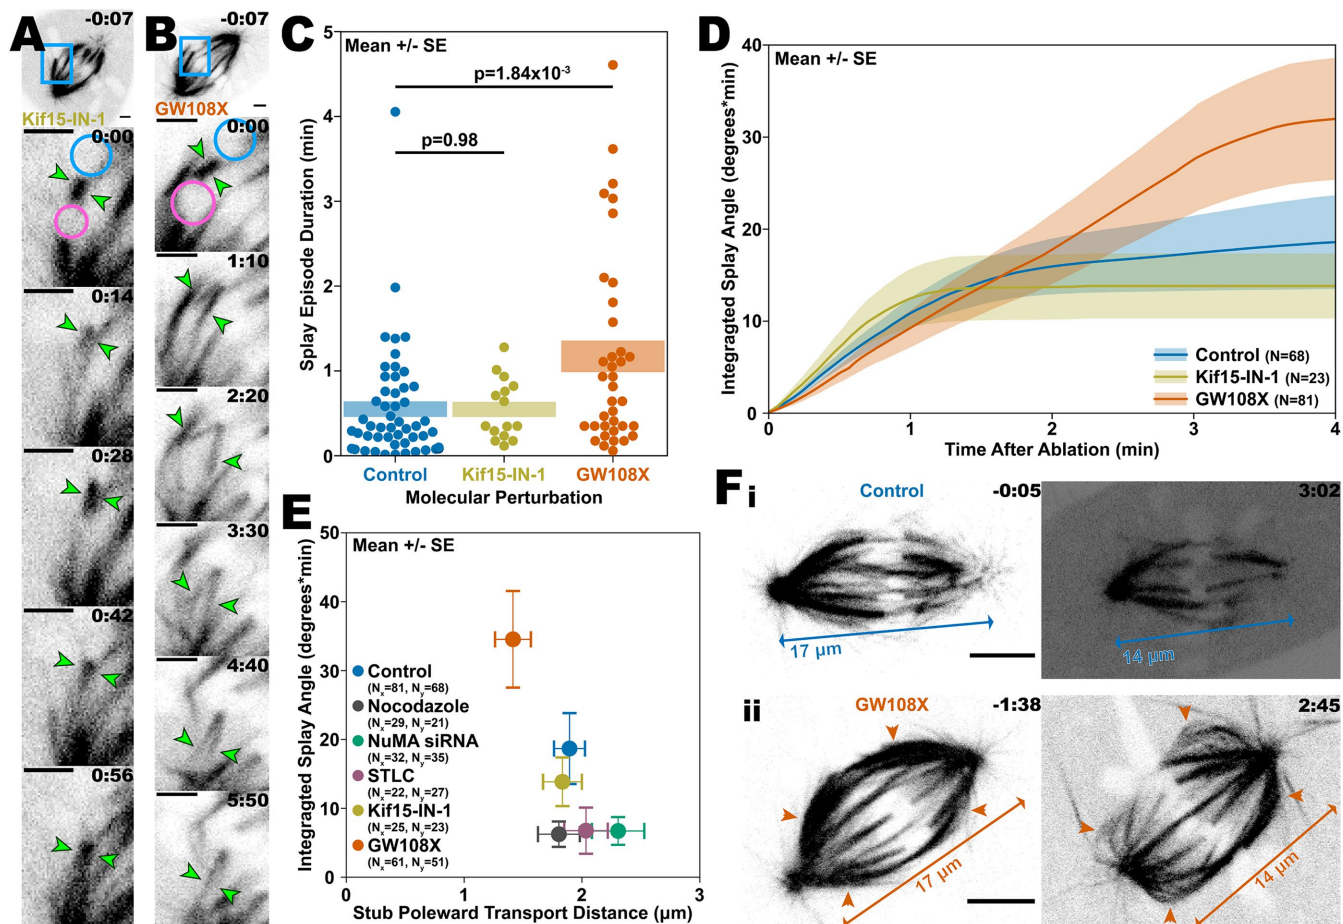 A
-0:07
Kif15-IN-1
0:00
0:14
0:28
0:42
0:56
B
-0:07
GW108X
0:00
1:10
2:20
3:30
4:40
5:50
C
Mean +/- SE
p=1.84x10-3
p=0.98
Splay Episode Duration (min)
5
4
3
2
1
0
Control
Kif15-IN-1
GW108X
Molecular Perturbation
D
Mean +/- SE
Integragted Splay Angle (degrees*min)
40
30
20
10
0
0
1
2
3
4
Time After Ablation (min)
Control (N=68)
Kif15-IN-1 (N=23)
GW108X (N=81)
E
Mean +/- SE
Integragted Splay Angle (degrees*min)
50
40
30
20
10
0
0
1
2
3
Stub Poleward Transport Distance (µm)
Control
(Nx=81, Ny=68)
Nocodazole
(Nx=29, Ny=21)
NuMA siRNA
(Nx=32, Ny=35)
STLC
(Nx=22, Ny=27)
Kif15-IN-1
(Nx=25, Ny=23)
GW108X
(Nx=61, Ny=51)
F
i
Control
-0:05
17 µm
3:02
14 µm
ii
GW108X
-1:38
17 µm
2:45
14 µm